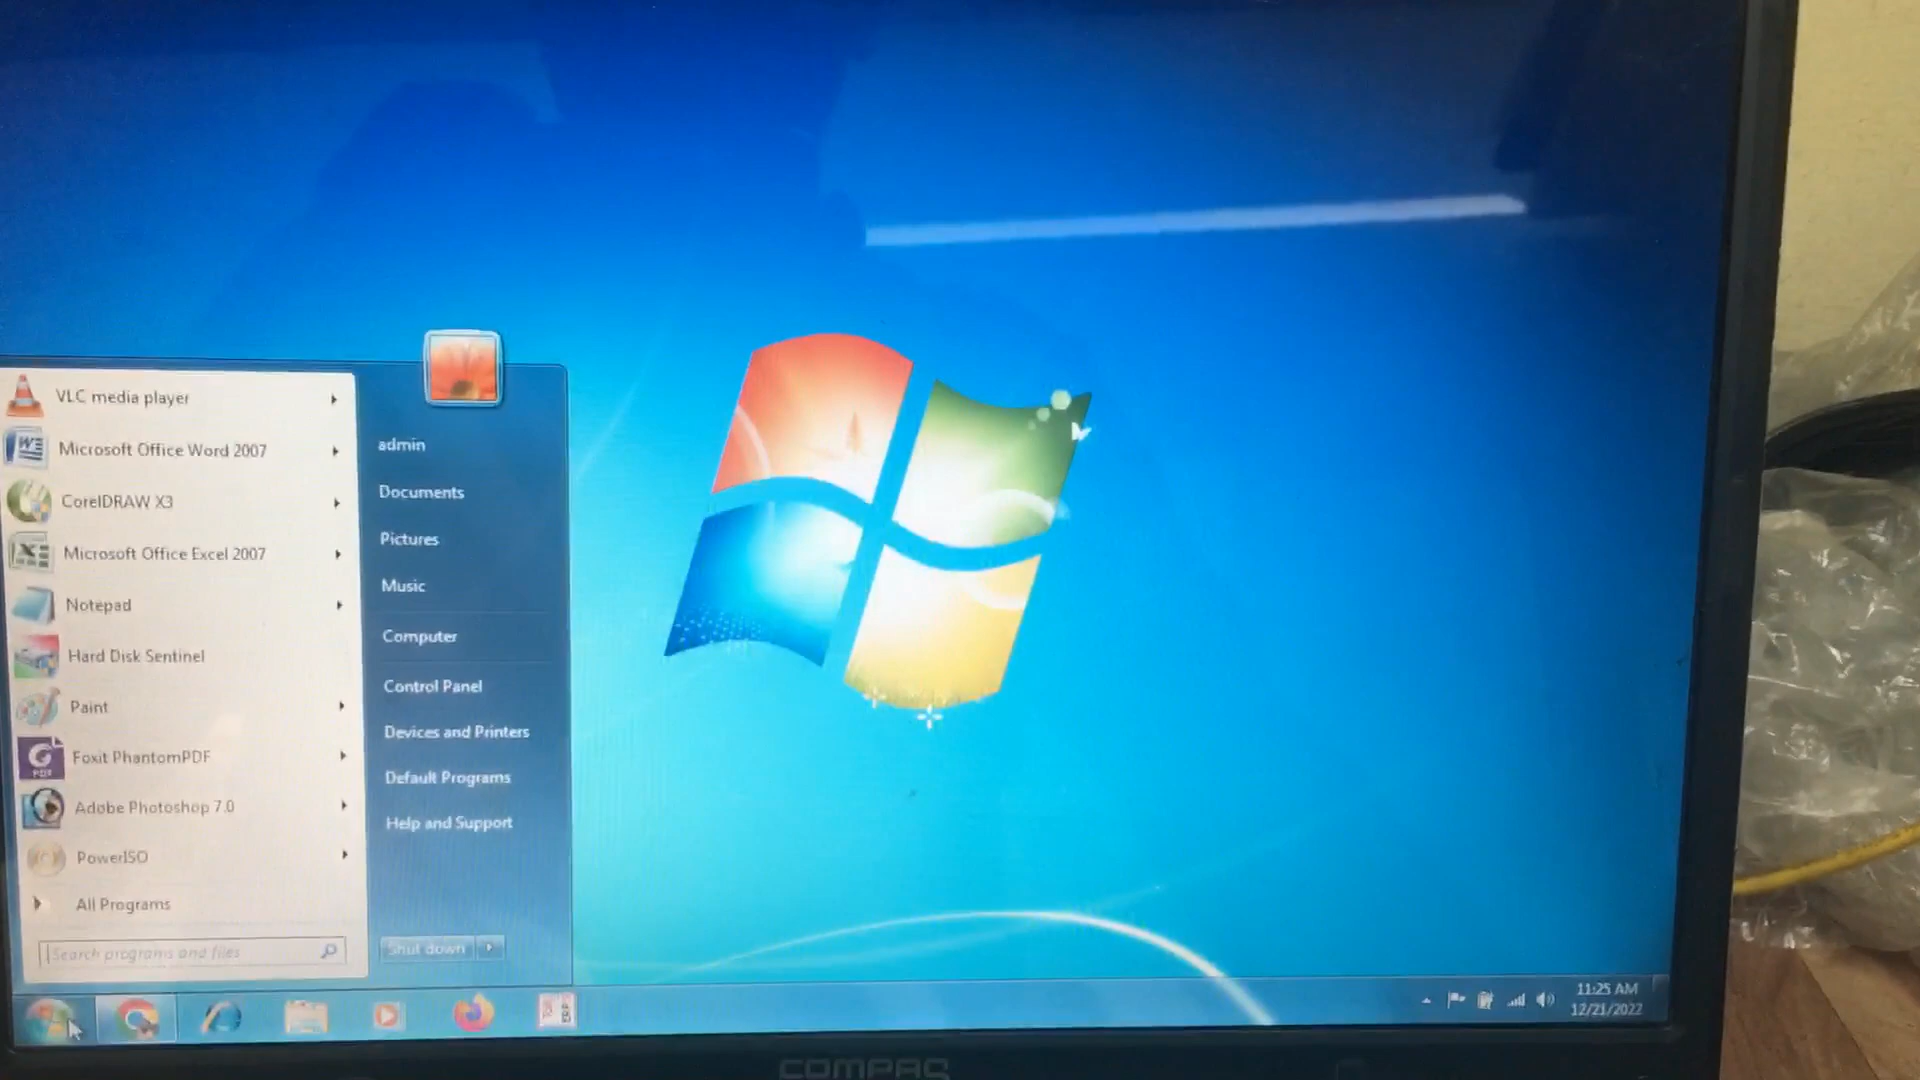 VLC media player
Microsoft Office Word 2007
CorelDRAW X3
Microsoft Office Excel 2007
Notepad
Hard Disk Sentinel
Paint
Foxit PhantomPDF
Adobe Photoshop 7.0
PowerISO
All Programs
Search programs and files
admin
Documents
Pictures
Music
Computer
Control Panel
Devices and Printers
Default Programs
Help and Support
Shut down
11:25 AM
12/21/2022
COMPAQ